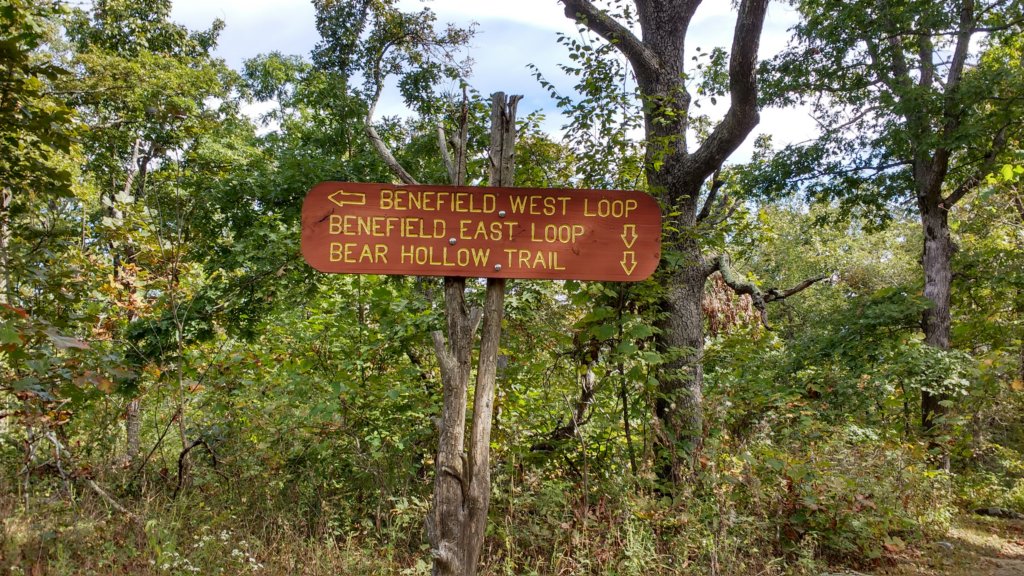 BENEFIELD WEST LOOP
BENEFIELD EAST LOOP
BEAR HOLLOW TRAIL